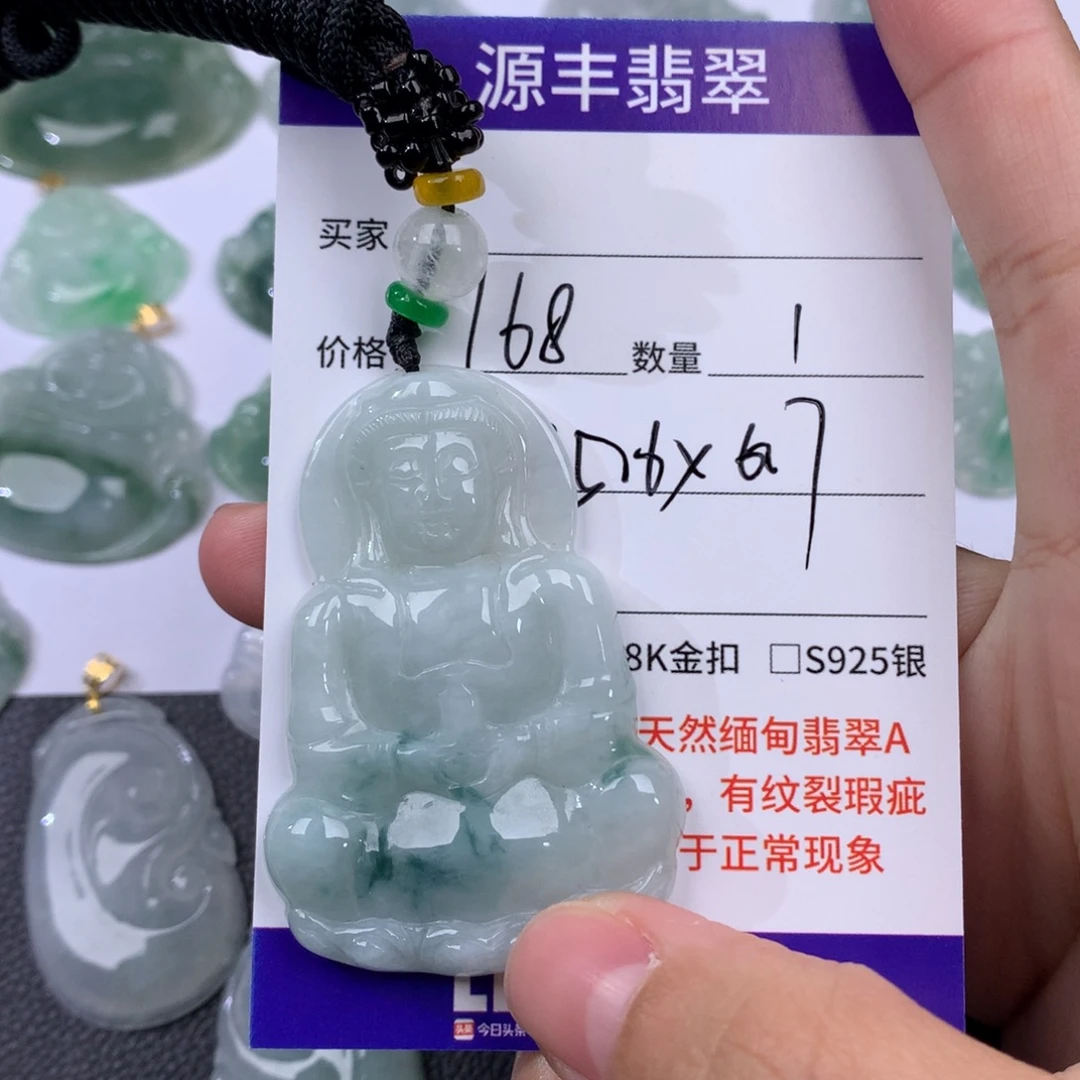 源丰翡翠
买家
价格 168 数量 1
8K金扣 □S925银
天然缅甸翡翠A
，有纹裂瑕疵
于正常现象
头条 今日头条